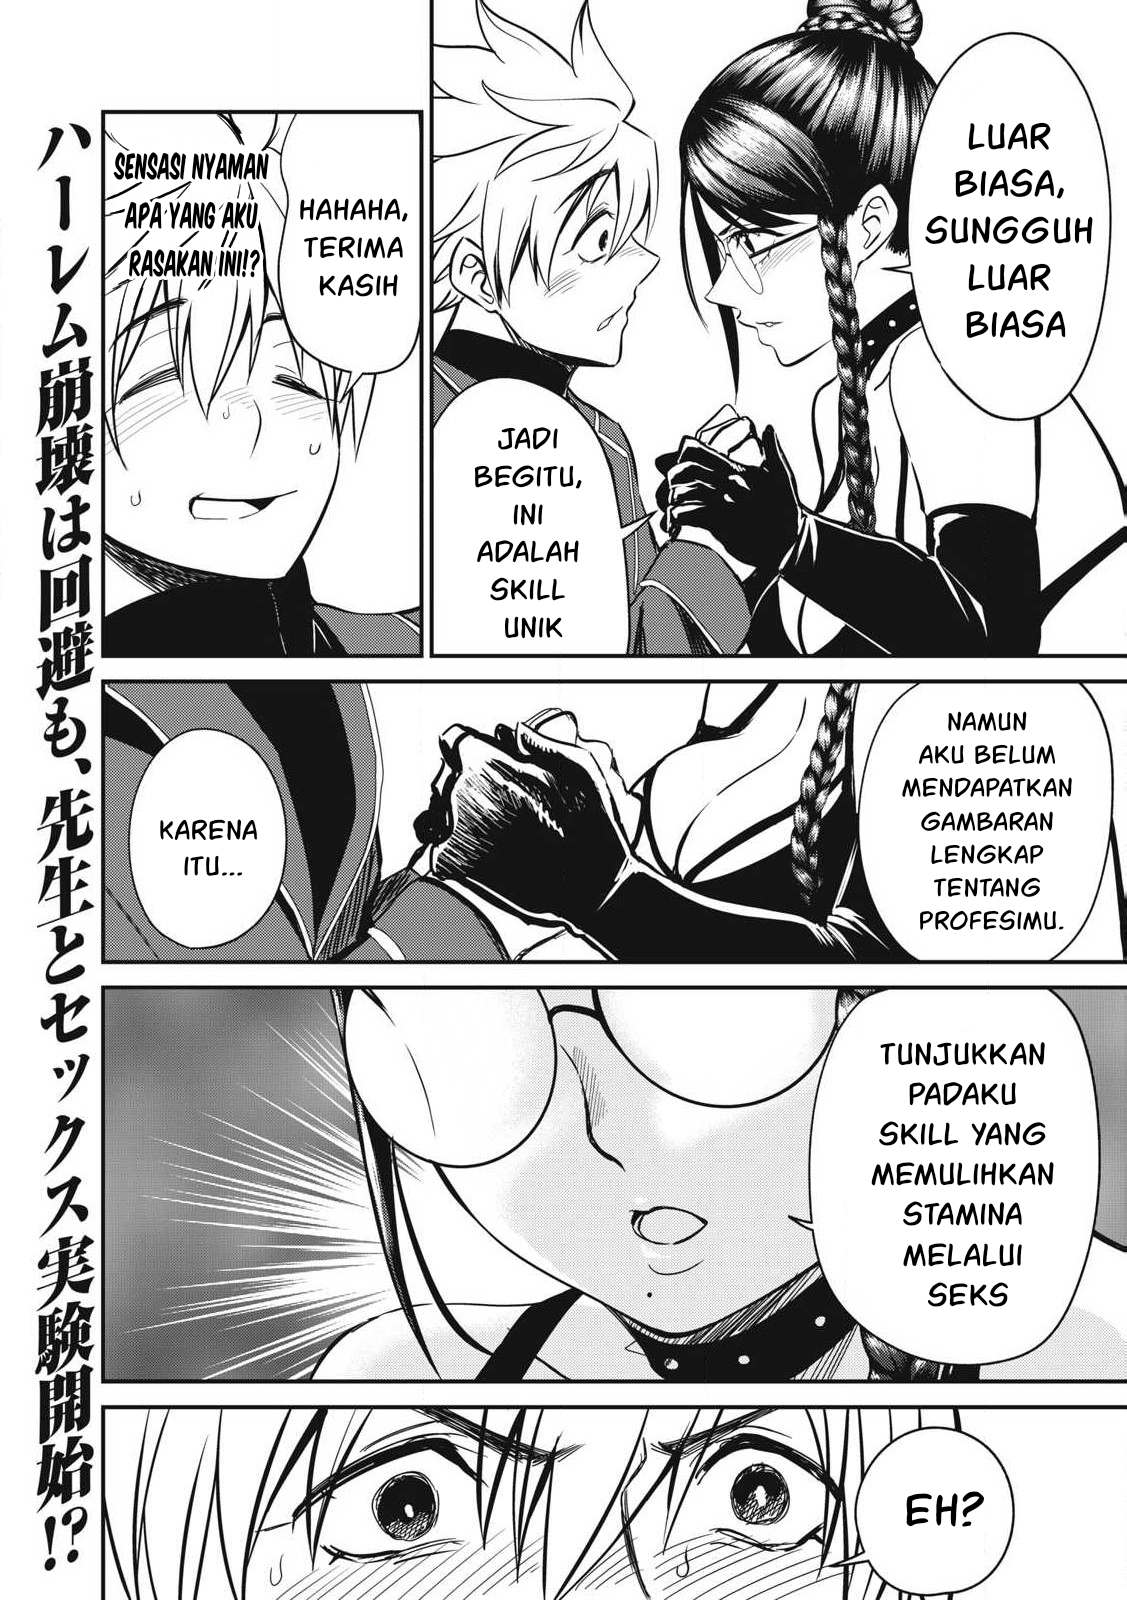 LUAR
BIASA,
SUNGGUH
LUAR
BIASA
JADI
BEGITU,
INI
ADALAH
SKILL
UNIK
HAHAHA,
TERIMA
KASIH
SENSASI NYAMAN
APA YANG AKU
RASAKAN INI!?
NAMUN
AKU BELUM
MENDAPATKAN
GAMBARAN
LENGKAP
TENTANG
PROFESIMU.
KARENA
ITU...
TUNJUKKAN
PADAKU
SKILL YANG
MEMULIHKAN
STAMINA
MELALUI
SEKS
EH?
ハーレム崩壊は回避も、先生とセックス実験開始!?